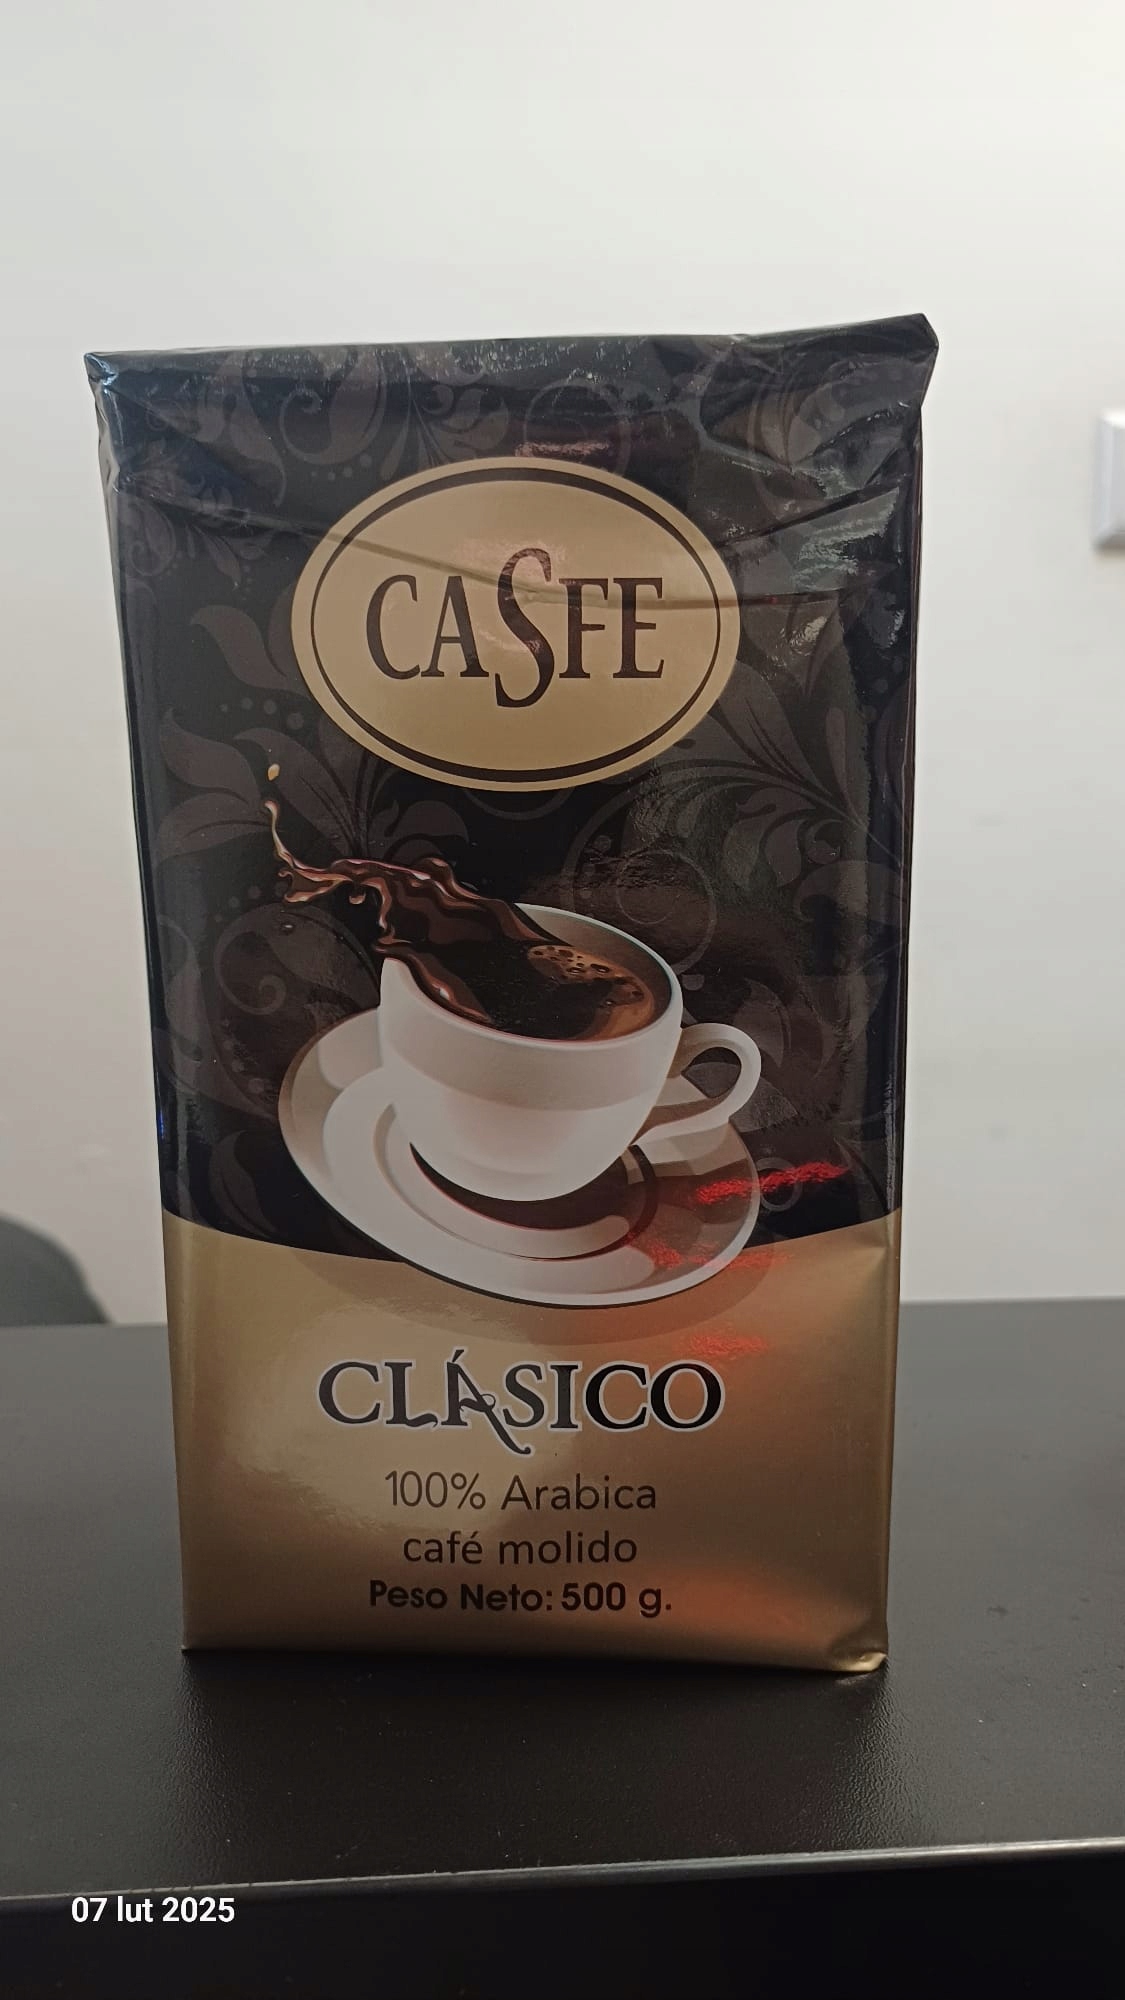 CASFE
CLÁSICO
100% Arabica
café molido
Peso Neto: 500 g.
07 lut 2025